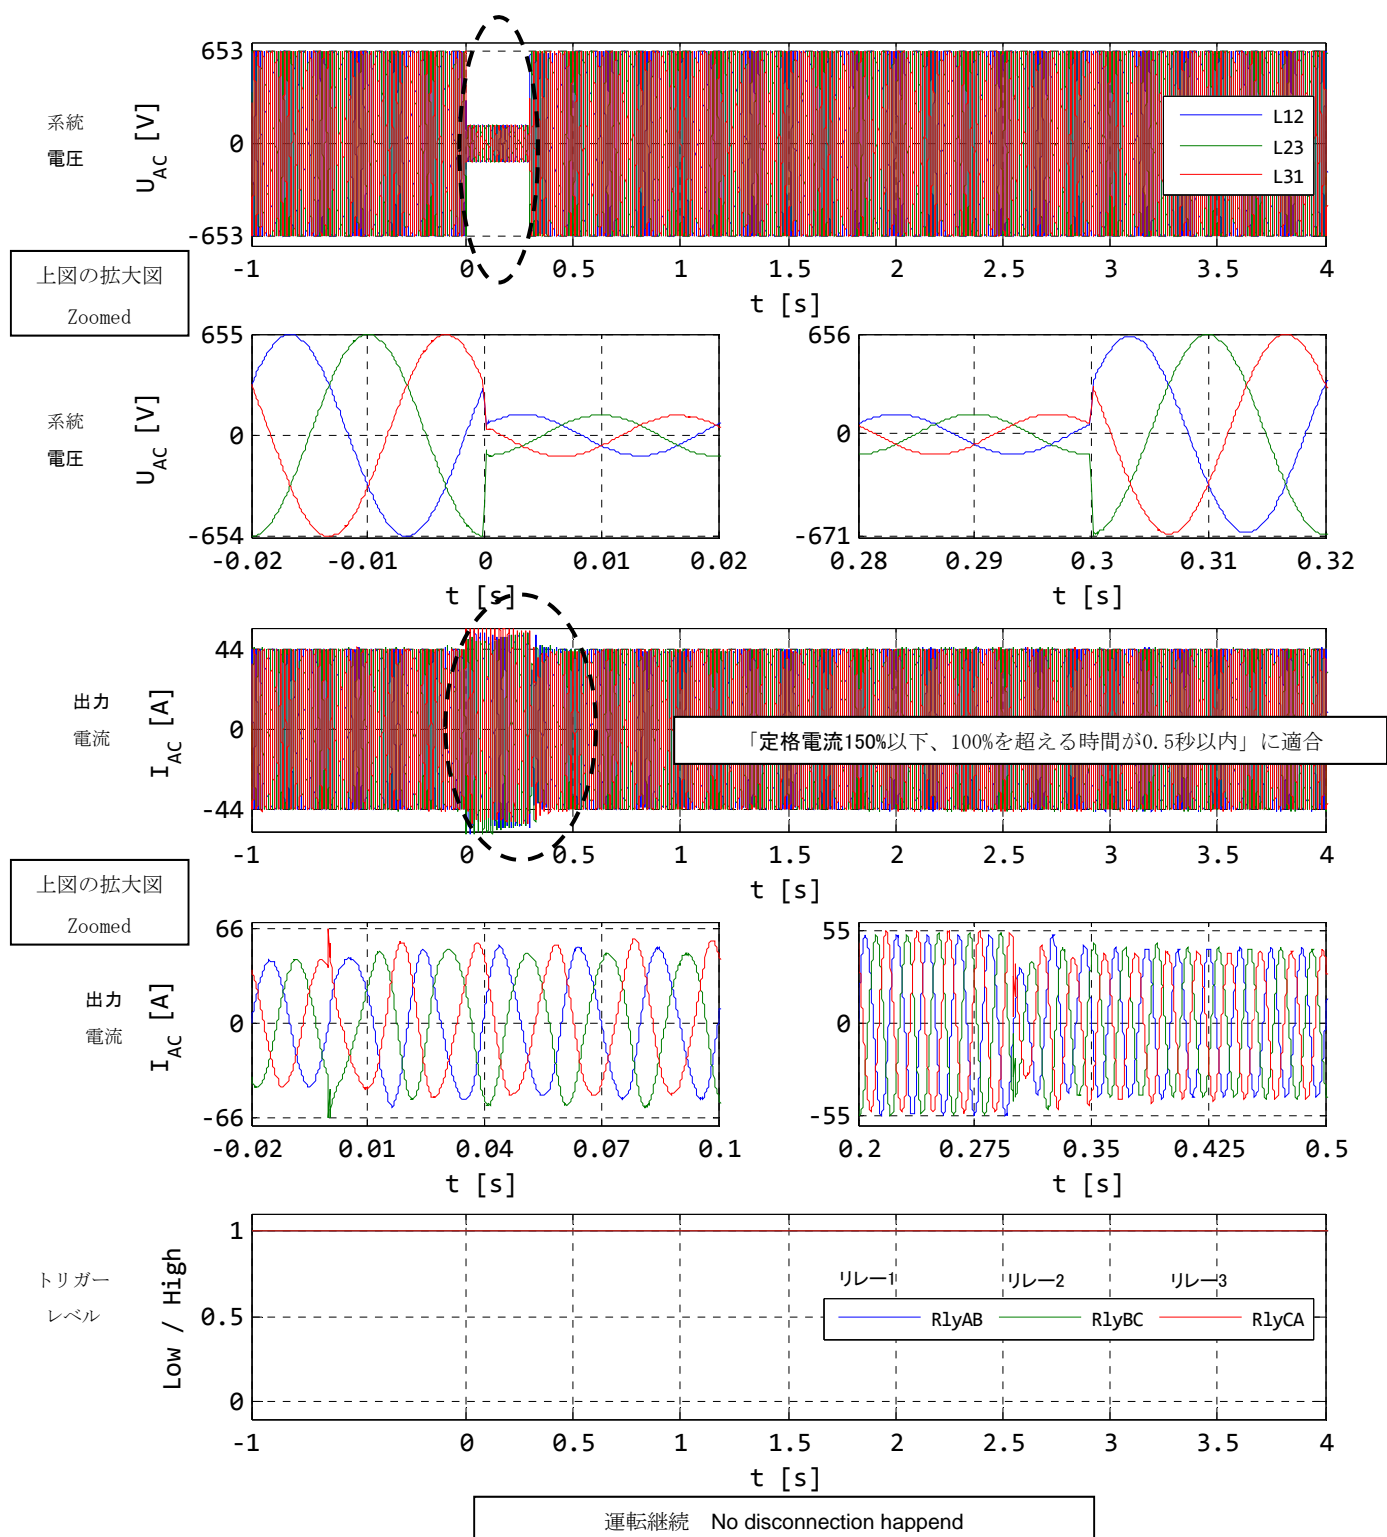 653
0
-653
系統
電圧
U_AC [V]
L12
L23
L31
-1 0 0.5 1 1.5 2 2.5 3 3.5 4
t [s]
上図の拡大図
Zoomed
655
0
-654
系統
電圧
U_AC [V]
-0.02 -0.01 0 0.01 0.02
t [s]
656
0
-671
0.28 0.29 0.3 0.31 0.32
t [s]
44
0
-44
出力
電流
I_AC [A]
「定格電流150%以下、100%を超える時間が0.5秒以内」に適合
-1 0 0.5 1 1.5 2 2.5 3 3.5 4
t [s]
上図の拡大図
Zoomed
66
0
-66
出力
電流
I_AC [A]
-0.02 0.01 0.04 0.07 0.1
t [s]
55
0
-55
0.2 0.275 0.35 0.425 0.5
t [s]
1
0.5
0
トリガー
レベル
Low / High
リレー1 リレー2 リレー3
RlyAB RlyBC RlyCA
-1 0 0.5 1 1.5 2 2.5 3 3.5 4
t [s]
運転継続 No disconnection happend